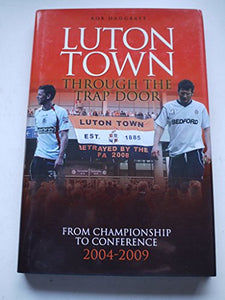 ROB HADGRAFT
LUTON
TOWN
THROUGH THE
TRAP DOOR
LUTON TOWN
EST. 1885
BETRAYED BY THE
FA 2008
BEDFORD
FROM CHAMPIONSHIP
TO CONFERENCE
2004-2009